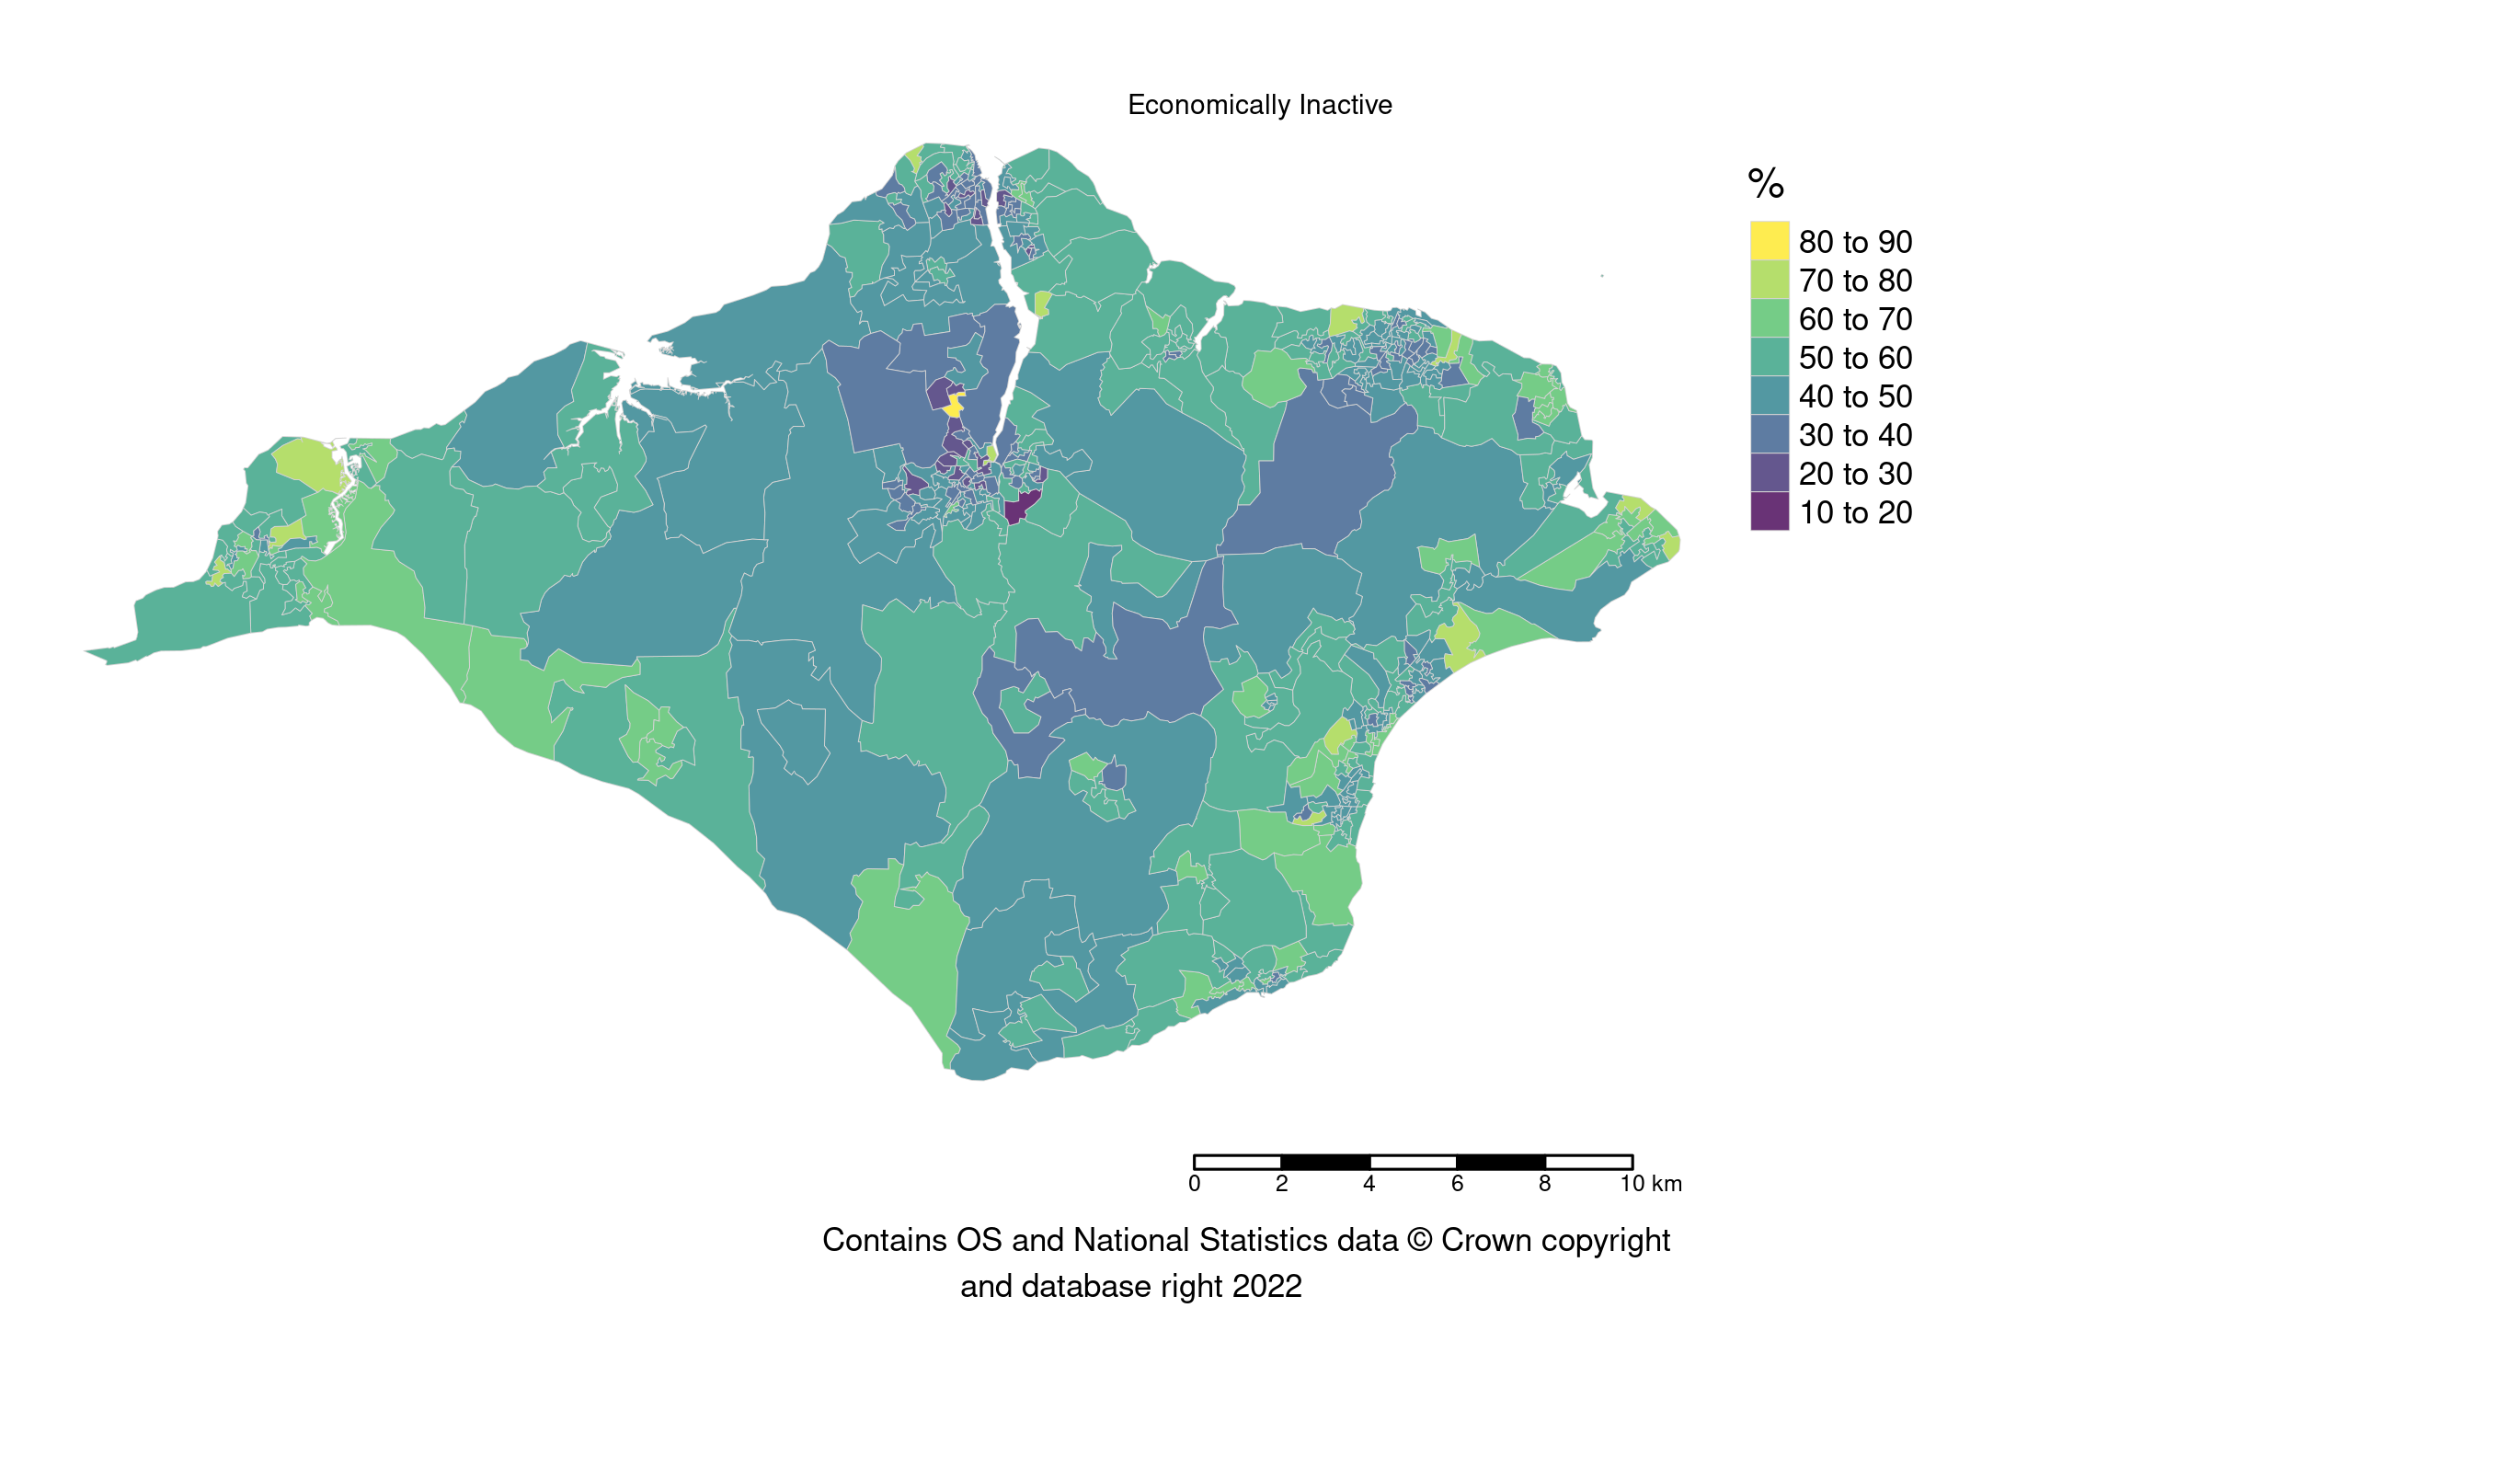 Economically Inactive
%
80 to 90
70 to 80
60 to 70
50 to 60
40 to 50
30 to 40
20 to 30
10 to 20
0 2 4 6 8 10 km
Contains OS and National Statistics data © Crown copyright
and database right 2022